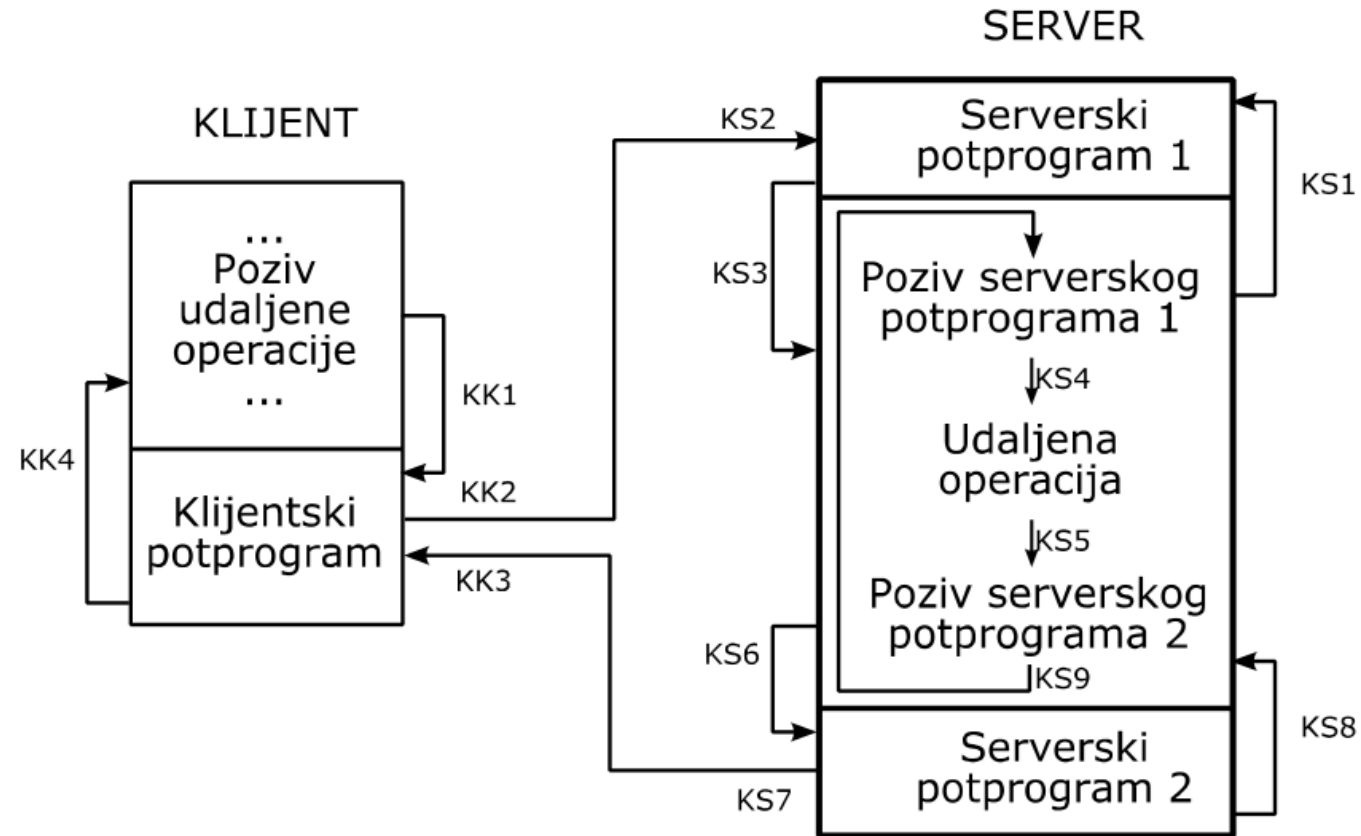 SERVER
KLIJENT
Serverski
potprogram 1
KS2
KS1
...
Poziv
udaljene
operacije
...
KK1
KK4
KK2
Klijentski
potprogram
KK3
KS3
Poziv serverskog
potprograma 1
KS4
Udaljena
operacija
KS5
Poziv serverskog
potprograma 2
KS6
KS9
KS8
Serverski
potprogram 2
KS7